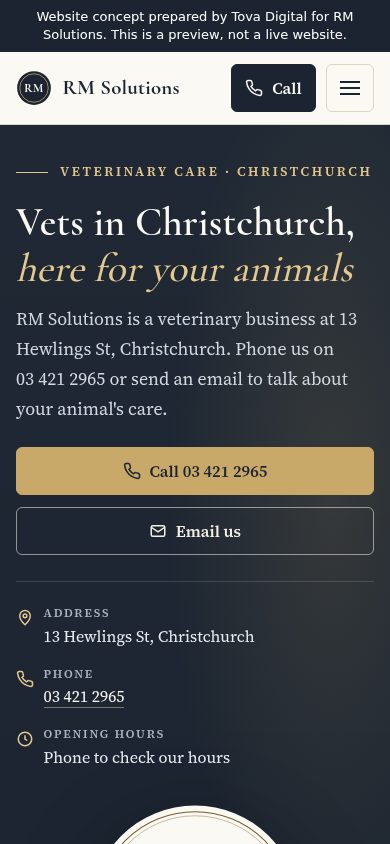 Website concept prepared by Tova Digital for RM
Solutions. This is a preview, not a live website.
RM RM Solutions Call
VETERINARY CARE · CHRISTCHURCH
Vets in Christchurch,
here for your animals
RM Solutions is a veterinary business at 13
Hewlings St, Christchurch. Phone us on
03 421 2965 or send an email to talk about
your animal's care.
Call 03 421 2965
Email us
ADDRESS
13 Hewlings St, Christchurch
PHONE
03 421 2965
OPENING HOURS
Phone to check our hours